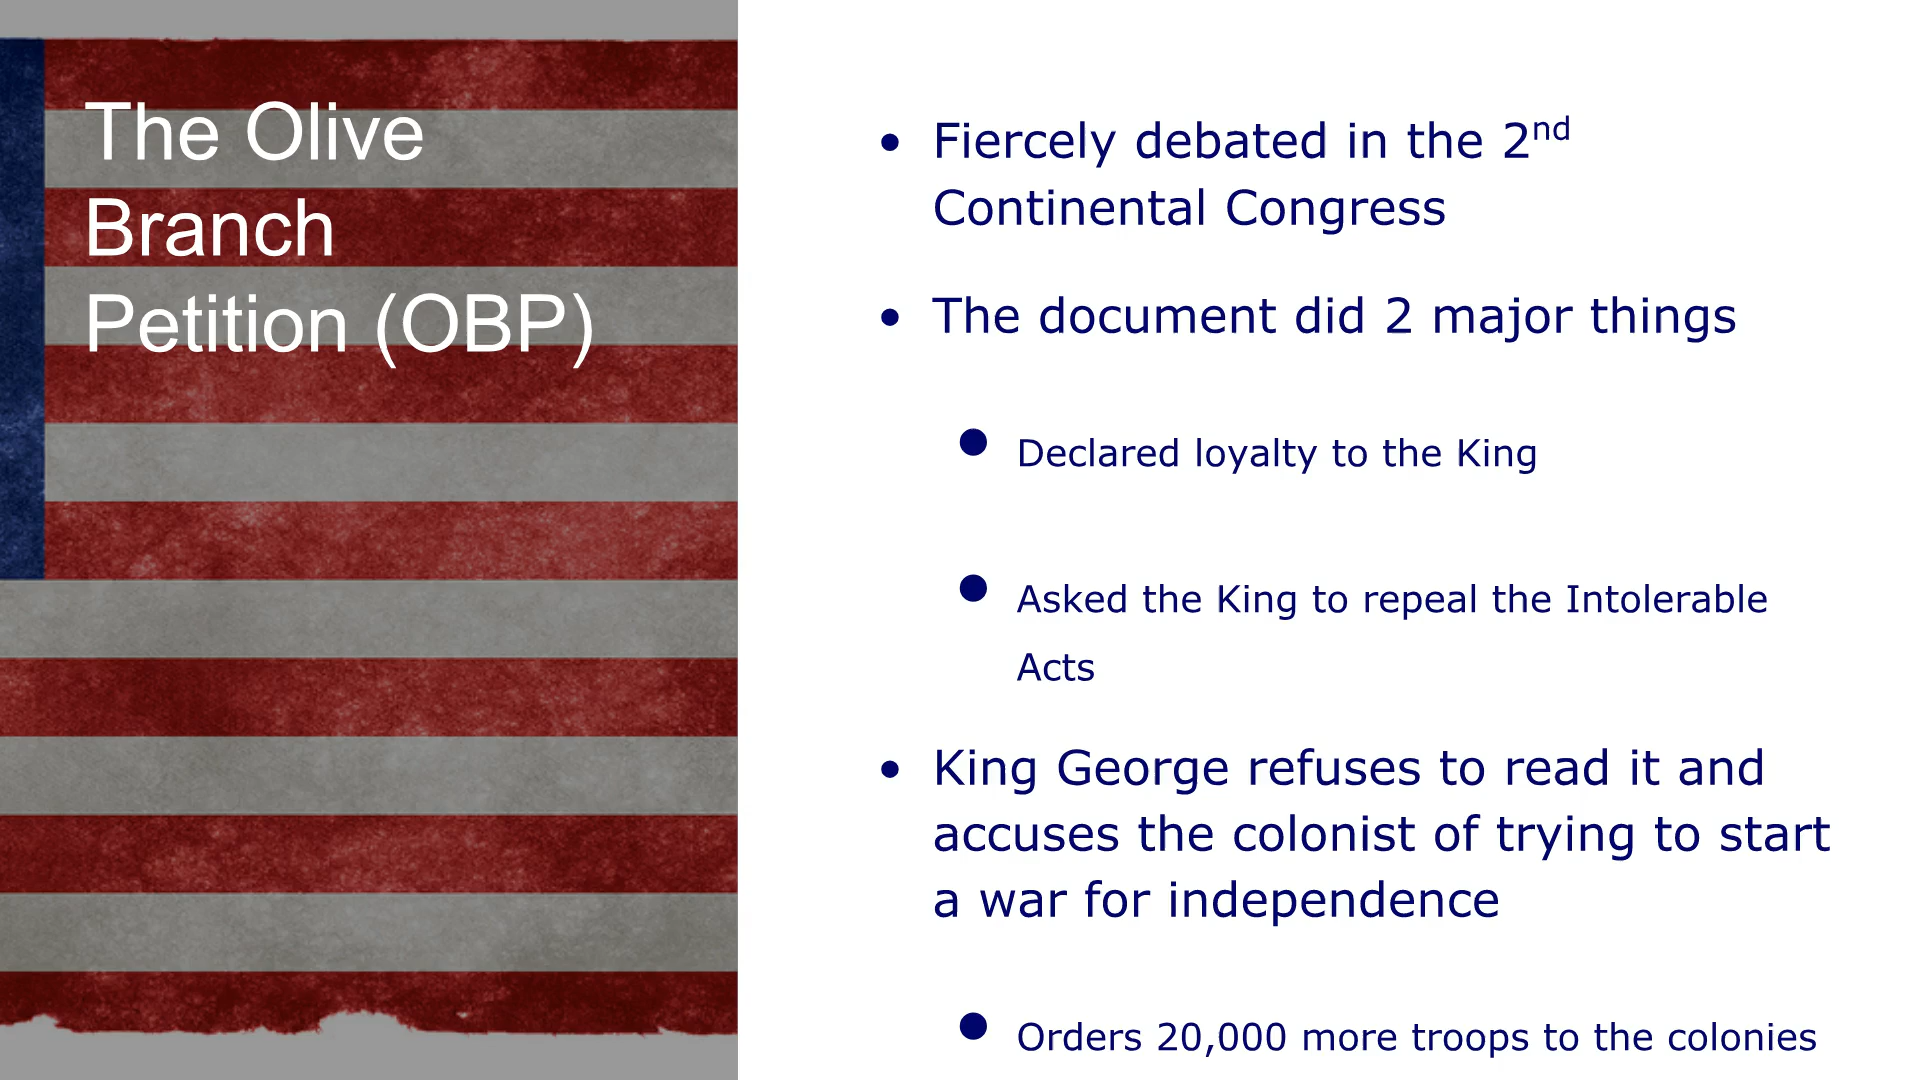 The Olive
Branch
Petition (OBP)
• Fiercely debated in the 2nd
Continental Congress
• The document did 2 major things
• Declared loyalty to the King
• Asked the King to repeal the Intolerable
Acts
• King George refuses to read it and
accuses the colonist of trying to start
a war for independence
• Orders 20,000 more troops to the colonies